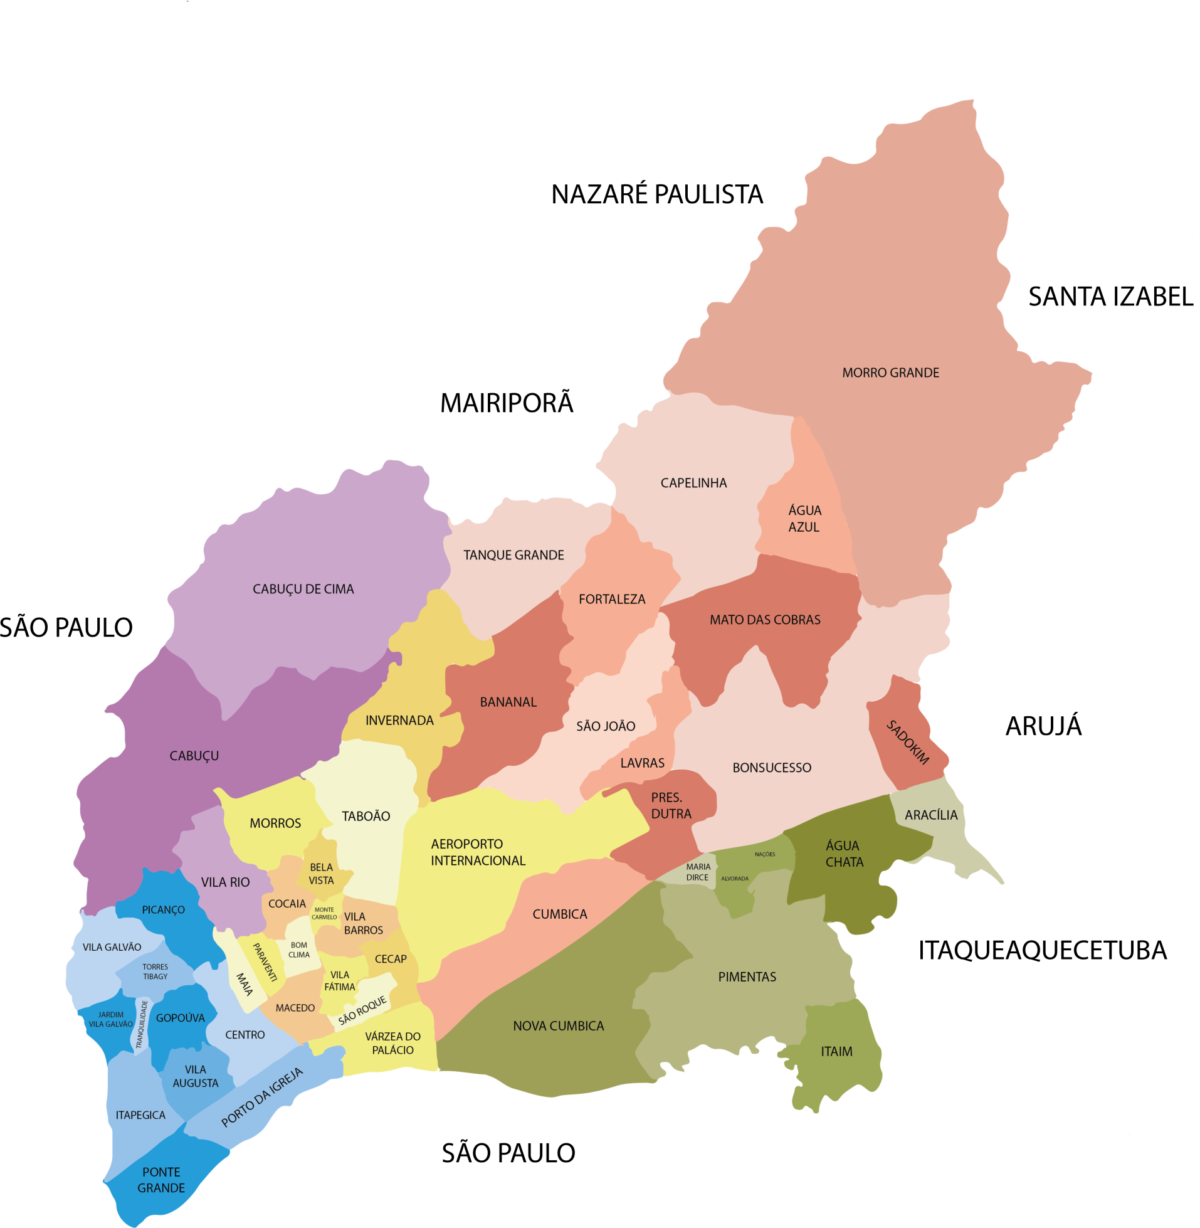 NAZARÉ PAULISTA
SANTA IZABEL
MORRO GRANDE
MAIRIPORÃ
CAPELINHA
ÁGUA
AZUL
TANQUE GRANDE
CABUÇU DE CIMA
FORTALEZA
MATO DAS COBRAS
SÃO PAULO
BANANAL
INVERNADA
SÃO JOÃO
ARUJÁ
SADOKIM
CABUÇU
LAVRAS
BONSUCESSO
PRES.
DUTRA
ARACÍLIA
TABOÃO
MORROS
AEROPORTO
INTERNACIONAL
ÁGUA
CHATA
NAÇÕES
MARIA
DIRCE
ALVORADA
BELA
VISTA
VILA RIO
COCAIA
PICANÇO
MONTE
CARMELO
VILA
BARROS
CUMBICA
VILA GALVÃO
BOM
CLIMA
PARAVENTI
CECAP
ITAQUEAQUECETUBA
TORRES
TIBAGY
MAIA
VILA
FÁTIMA
PIMENTAS
MACEDO
SÃO ROQUE
JARDIM
VILA GALVÃO
TRANQUILIDADE
GOPOÚVA
NOVA CUMBICA
CENTRO
VÁRZEA DO
PALÁCIO
ITAIM
VILA
AUGUSTA
PORTO DA IGREJA
ITAPEGICA
SÃO PAULO
PONTE
GRANDE